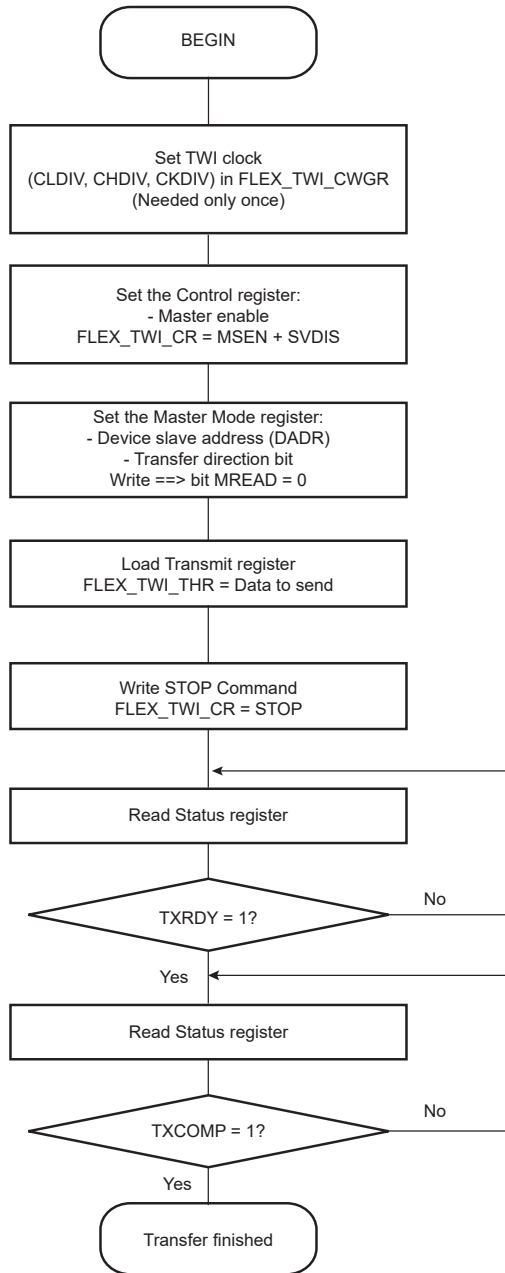 BEGIN
Set TWI clock
(CLDIV, CHDIV, CKDIV) in FLEX_TWI_CWGR
(Needed only once)
Set the Control register:
- Master enable
FLEX_TWI_CR = MSEN + SVDIS
Set the Master Mode register:
- Device slave address (DADR)
- Transfer direction bit
Write ==> bit MREAD = 0
Load Transmit register
FLEX_TWI_THR = Data to send
Write STOP Command
FLEX_TWI_CR = STOP
Read Status register
No
TXRDY = 1?
Yes
Read Status register
No
TXCOMP = 1?
Yes
Transfer finished